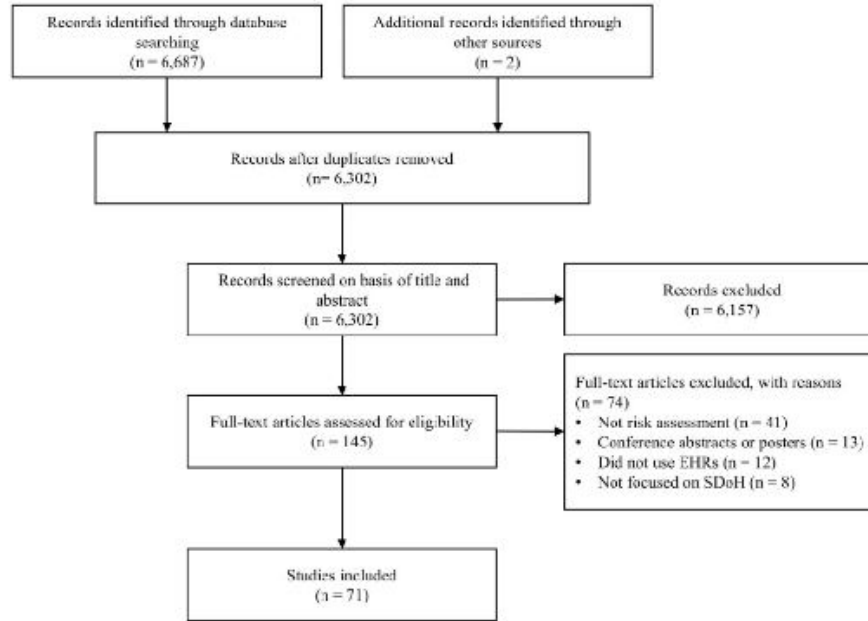 Records identified through database
searching
(n = 6,687)
Additional records identified through
other sources
(n = 2)
Records after duplicates removed
(n= 6,302)
Records screened on basis of title and
abstract
(n = 6,302)
Records excluded
(n = 6,157)
Full-text articles assessed for eligibility
(n = 145)
Full-text articles excluded, with reasons
(n = 74)
• Not risk assessment (n = 41)
• Conference abstracts or posters (n = 13)
• Did not use EHRs (n = 12)
• Not focused on SDoH (n = 8)
Studies included
(n = 71)